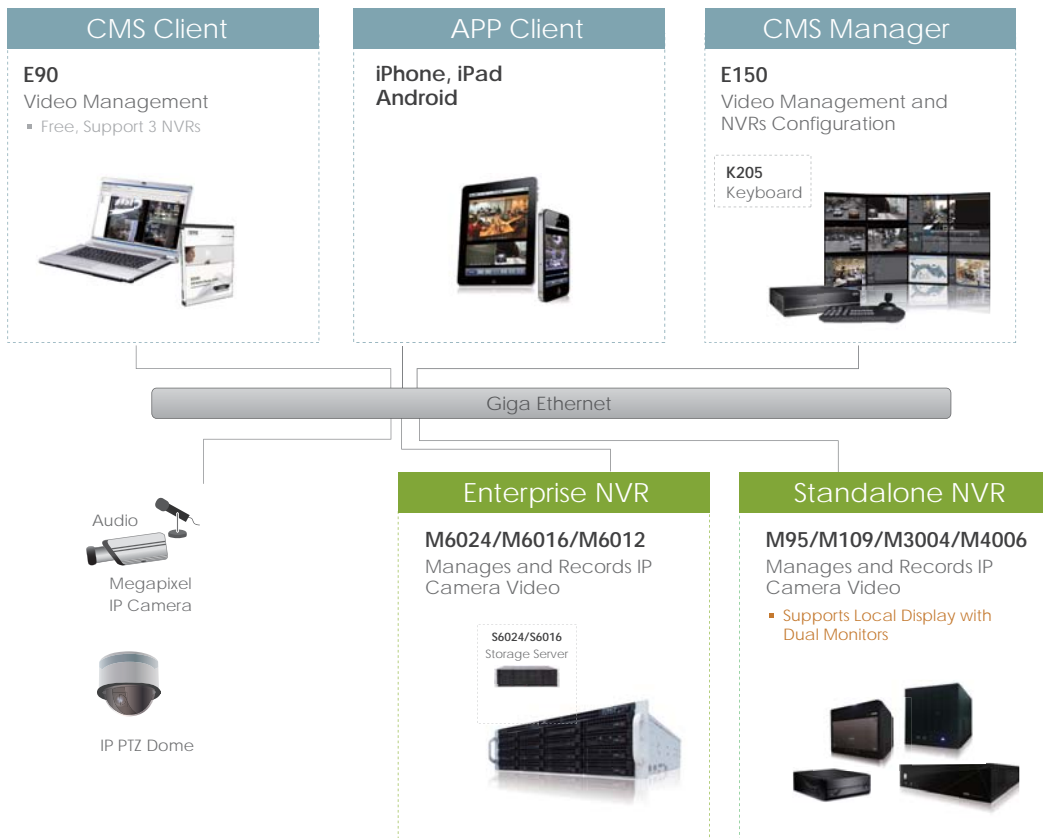 CMS Client
E90
Video Management
Free, Support 3 NVRs
APP Client
iPhone, iPad
Android
CMS Manager
E150
Video Management and
NVRs Configuration
K205
Keyboard
Giga Ethernet
Audio
Megapixel
IP Camera
IP PTZ Dome
Enterprise NVR
M6024/M6016/M6012
Manages and Records IP
Camera Video
S6024/S6016
Storage Server
Standalone NVR
M95/M109/M3004/M4006
Manages and Records IP
Camera Video
Supports Local Display with
Dual Monitors